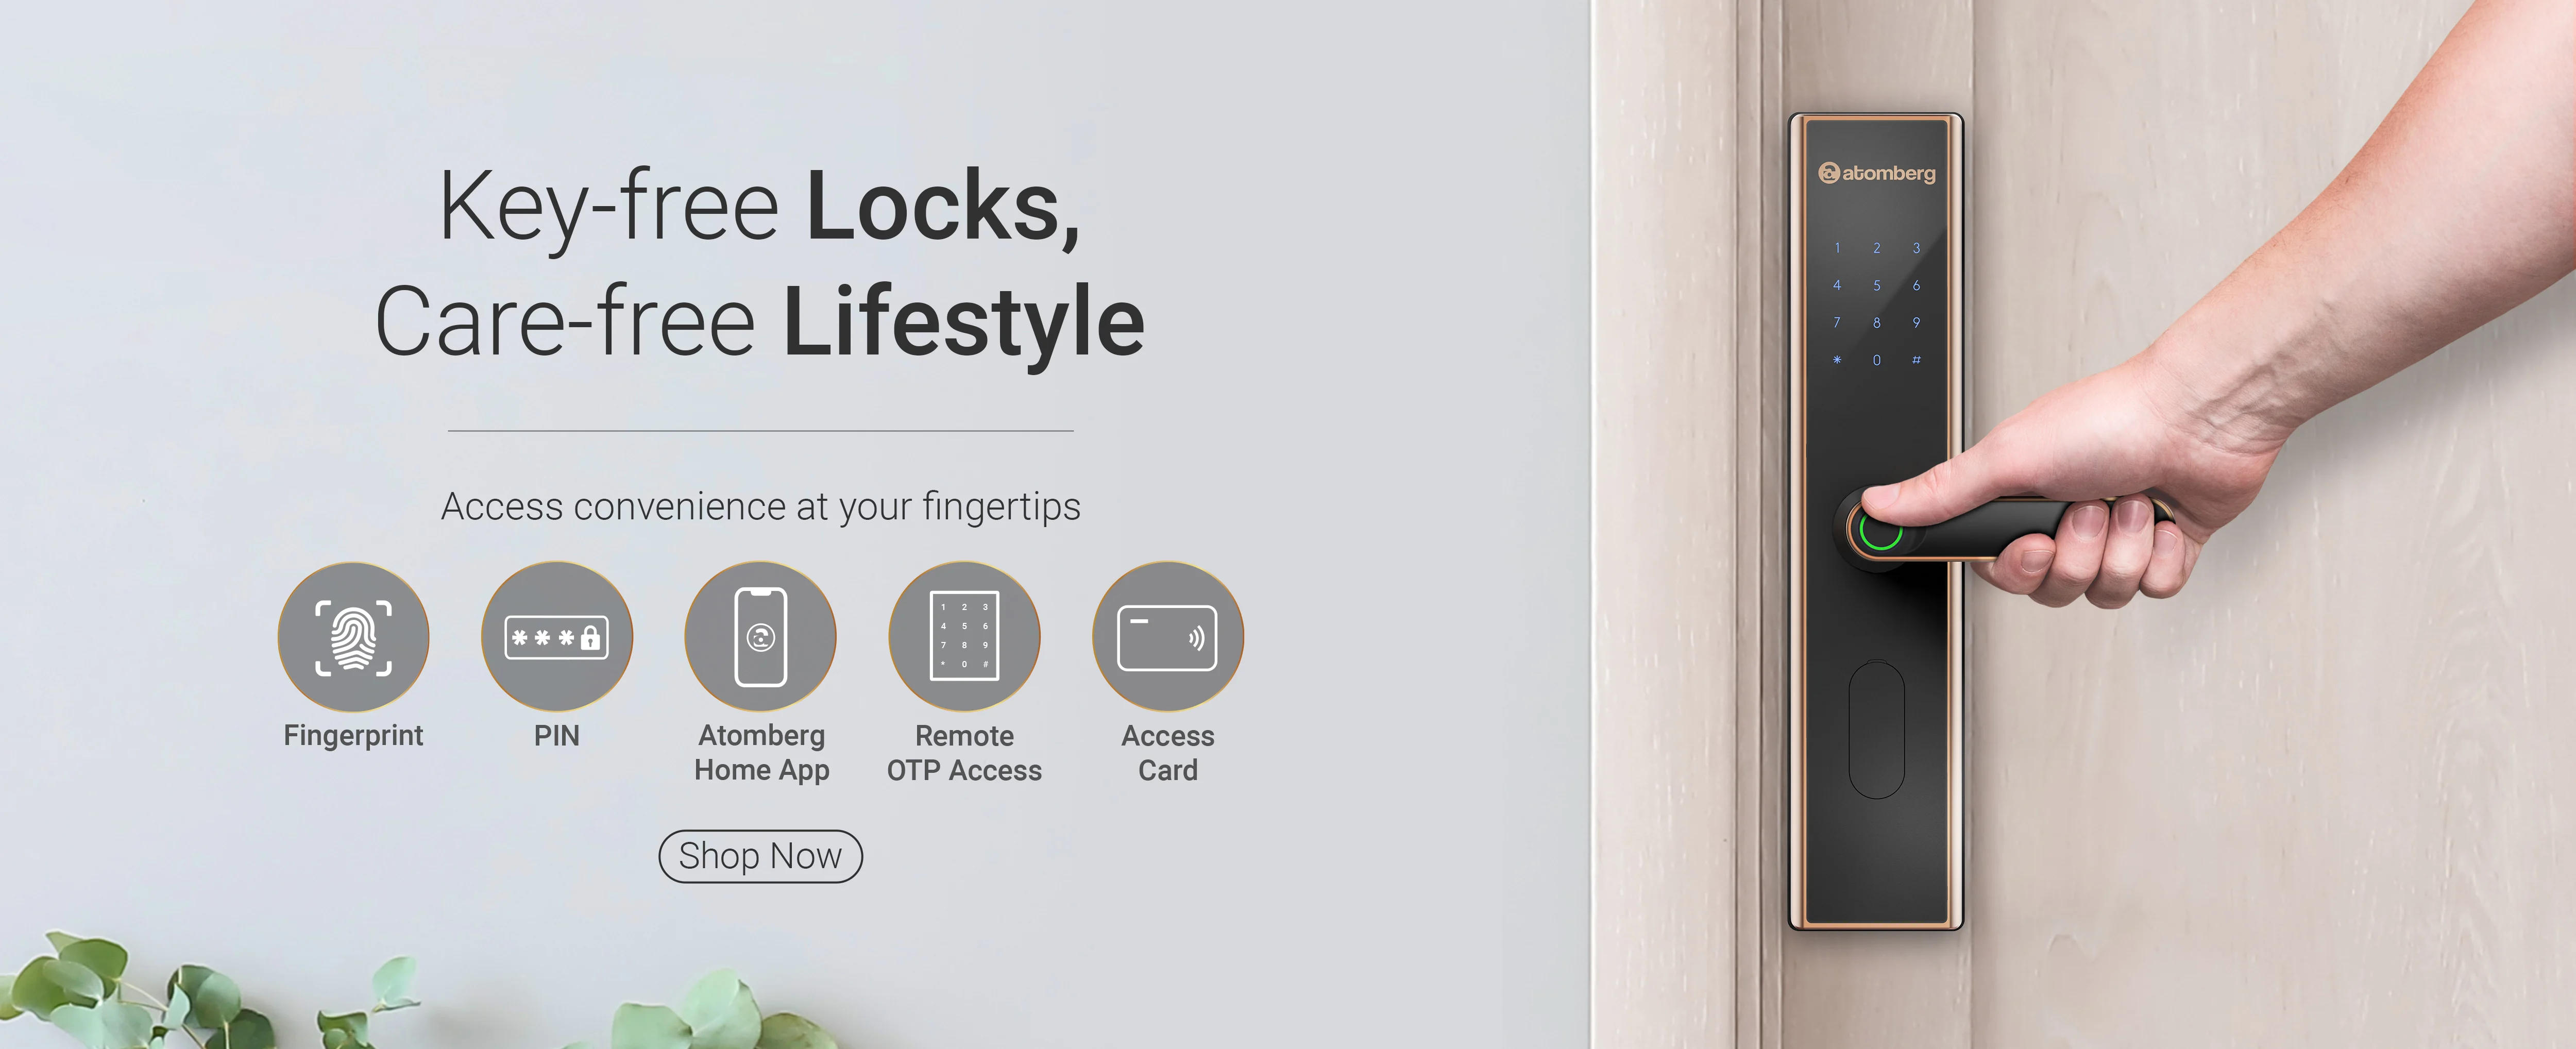 Key-free Locks,
Care-free Lifestyle
Access convenience at your fingertips
* * *
1 2 3
4 5 6
7 8 9
* 0 #
Fingerprint
PIN
Atomberg
Home App
Remote
OTP Access
Access
Card
Shop Now
atomberg
1 2 3
4 5 6
7 8 9
* 0 #